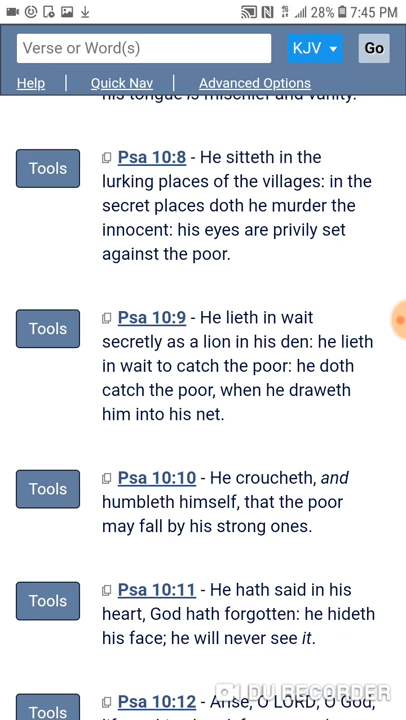 28% 7:45 PM
Verse or Word(s) KJV Go
Help | Quick Nav | Advanced Options
his tongue is mischief and vanity.
Tools
Psa 10:8 - He sitteth in the
lurking places of the villages: in the
secret places doth he murder the
innocent: his eyes are privily set
against the poor.
Tools
Psa 10:9 - He lieth in wait
secretly as a lion in his den: he lieth
in wait to catch the poor: he doth
catch the poor, when he draweth
him into his net.
Tools
Psa 10:10 - He croucheth, and
humbleth himself, that the poor
may fall by his strong ones.
Tools
Psa 10:11 - He hath said in his
heart, God hath forgotten: he hideth
his face; he will never see it.
Tools
Psa 10:12 - Arise, O LORD; O God,
DU RECORDER